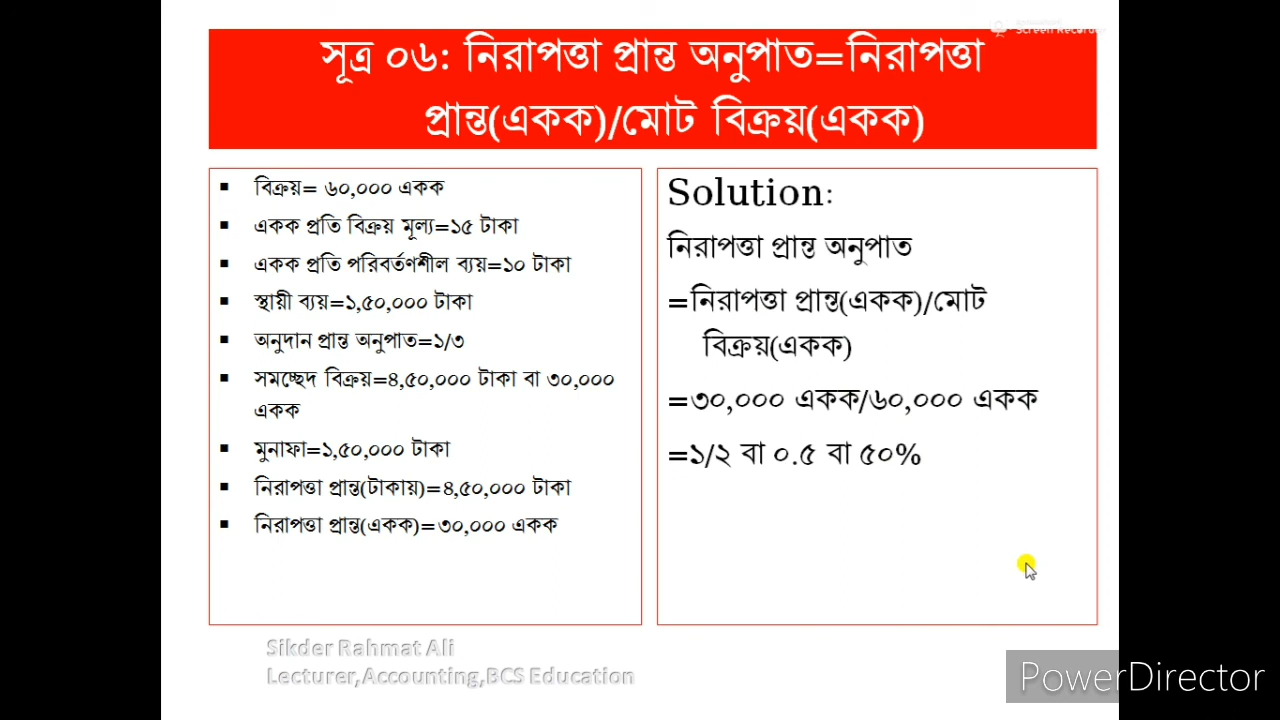 Screen Recorder
সূত্র ০৬: নিরাপত্তা প্রান্ত অনুপাত=নিরাপত্তা
প্রান্ত(একক)/মোট বিক্রয়(একক)
▪ বিক্রয়= ৬০,০০০ একক
▪ একক প্রতি বিক্রয় মূল্য=১৫ টাকা
▪ একক প্রতি পরিবর্তণশীল ব্যয়=১০ টাকা
▪ স্থায়ী ব্যয়=১,৫০,০০০ টাকা
▪ অনুদান প্রান্ত অনুপাত=১/৩
▪ সমচ্ছেদ বিক্রয়=৪,৫০,০০০ টাকা বা ৩০,০০০
একক
▪ মুনাফা=১,৫০,০০০ টাকা
▪ নিরাপত্তা প্রান্ত(টাকায়)=৪,৫০,০০০ টাকা
▪ নিরাপত্তা প্রান্ত(একক)=৩০,০০০ একক
Solution:
নিরাপত্তা প্রান্ত অনুপাত
=নিরাপত্তা প্রান্ত(একক)/মোট
বিক্রয়(একক)
=৩০,০০০ একক/৬০,০০০ একক
=১/২ বা ০.৫ বা ৫০%
Sikder Rahmat Ali
Lecturer,Accounting,BCS Education
PowerDirector